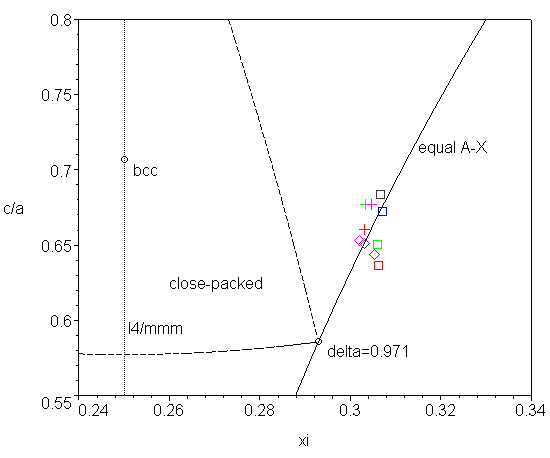 0.8
0.75
equal A-X
0.7
bcc
c/a
0.65
close-packed
0.6
I4/mmm
delta=0.971
0.55
0.24 0.26 0.28 0.3 0.32 0.34
xi